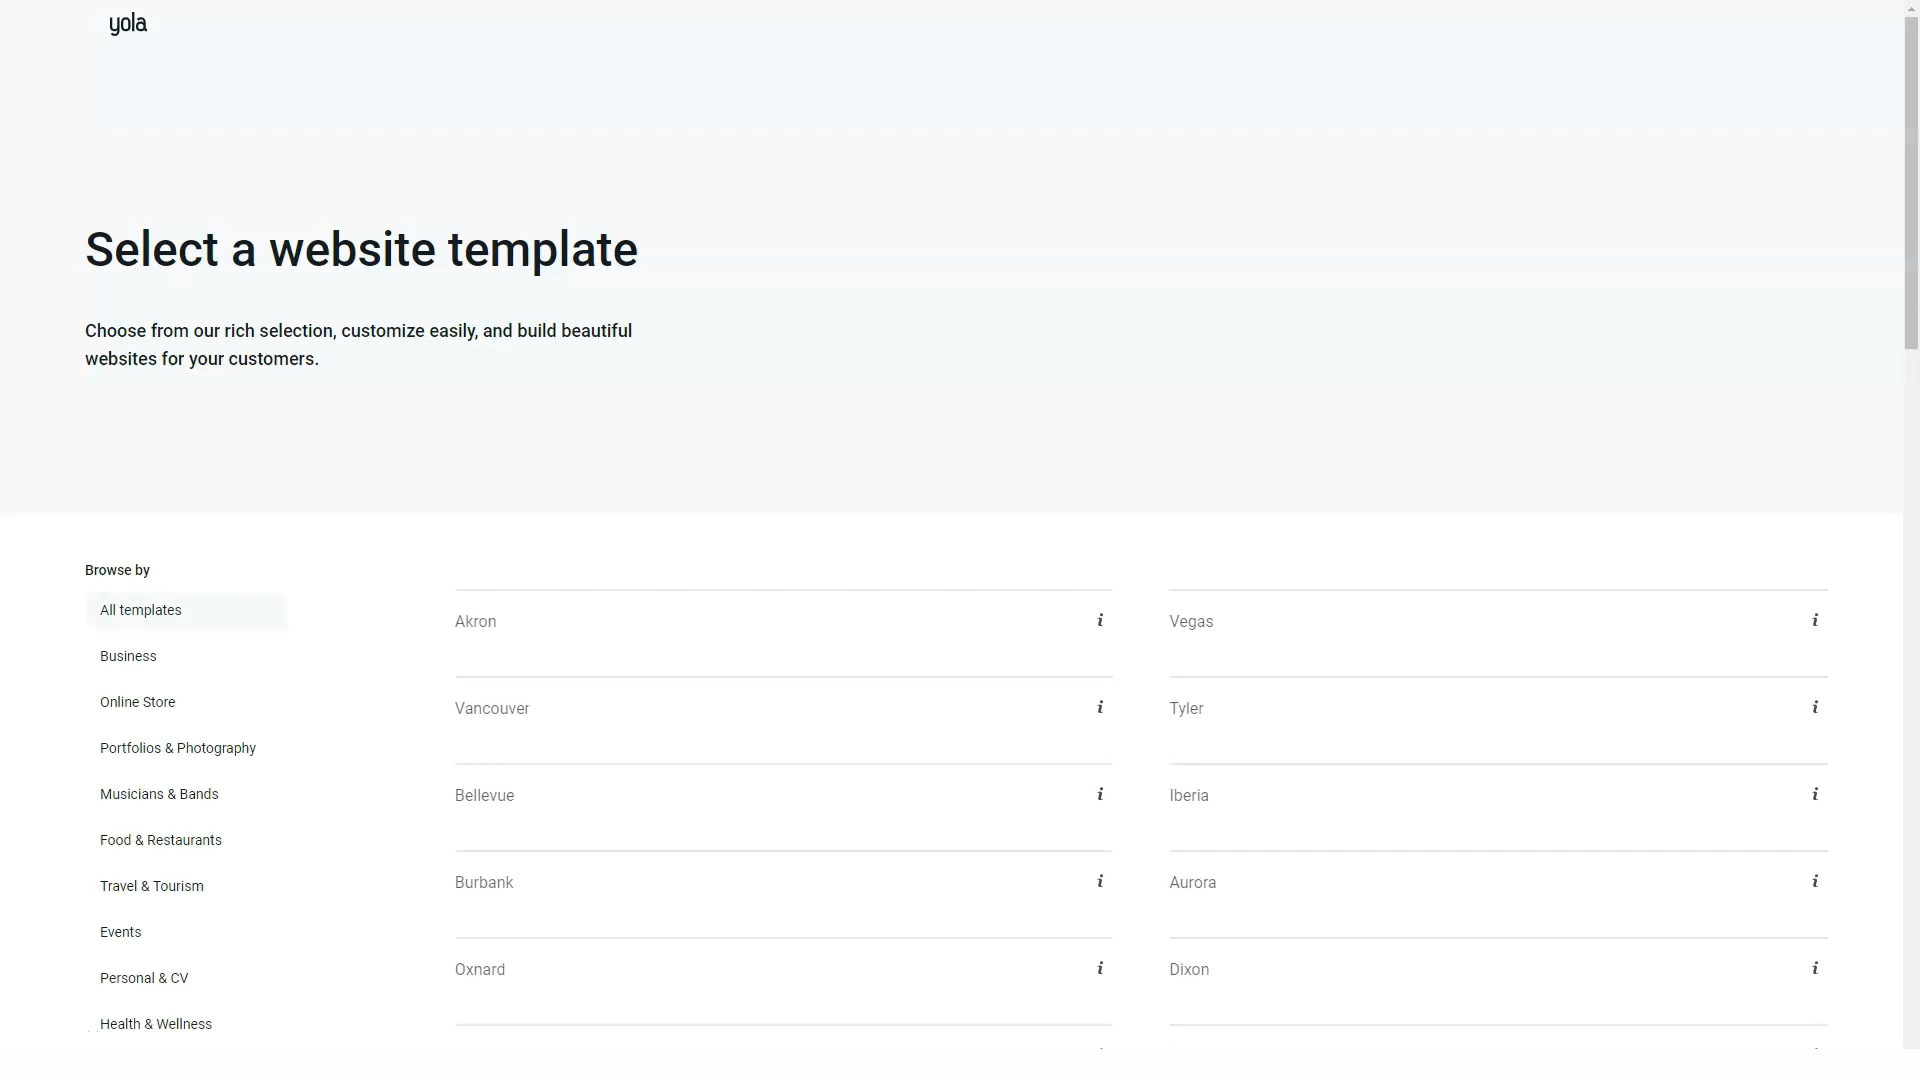 yola
Select a website template
Choose from our rich selection, customize easily, and build beautiful
websites for your customers.
Browse by
All templates
Business
Online Store
Portfolios & Photography
Musicians & Bands
Food & Restaurants
Travel & Tourism
Events
Personal & CV
Health & Wellness
Akron i
Vegas i
Vancouver i
Tyler i
Bellevue i
Iberia i
Burbank i
Aurora i
Oxnard i
Dixon i